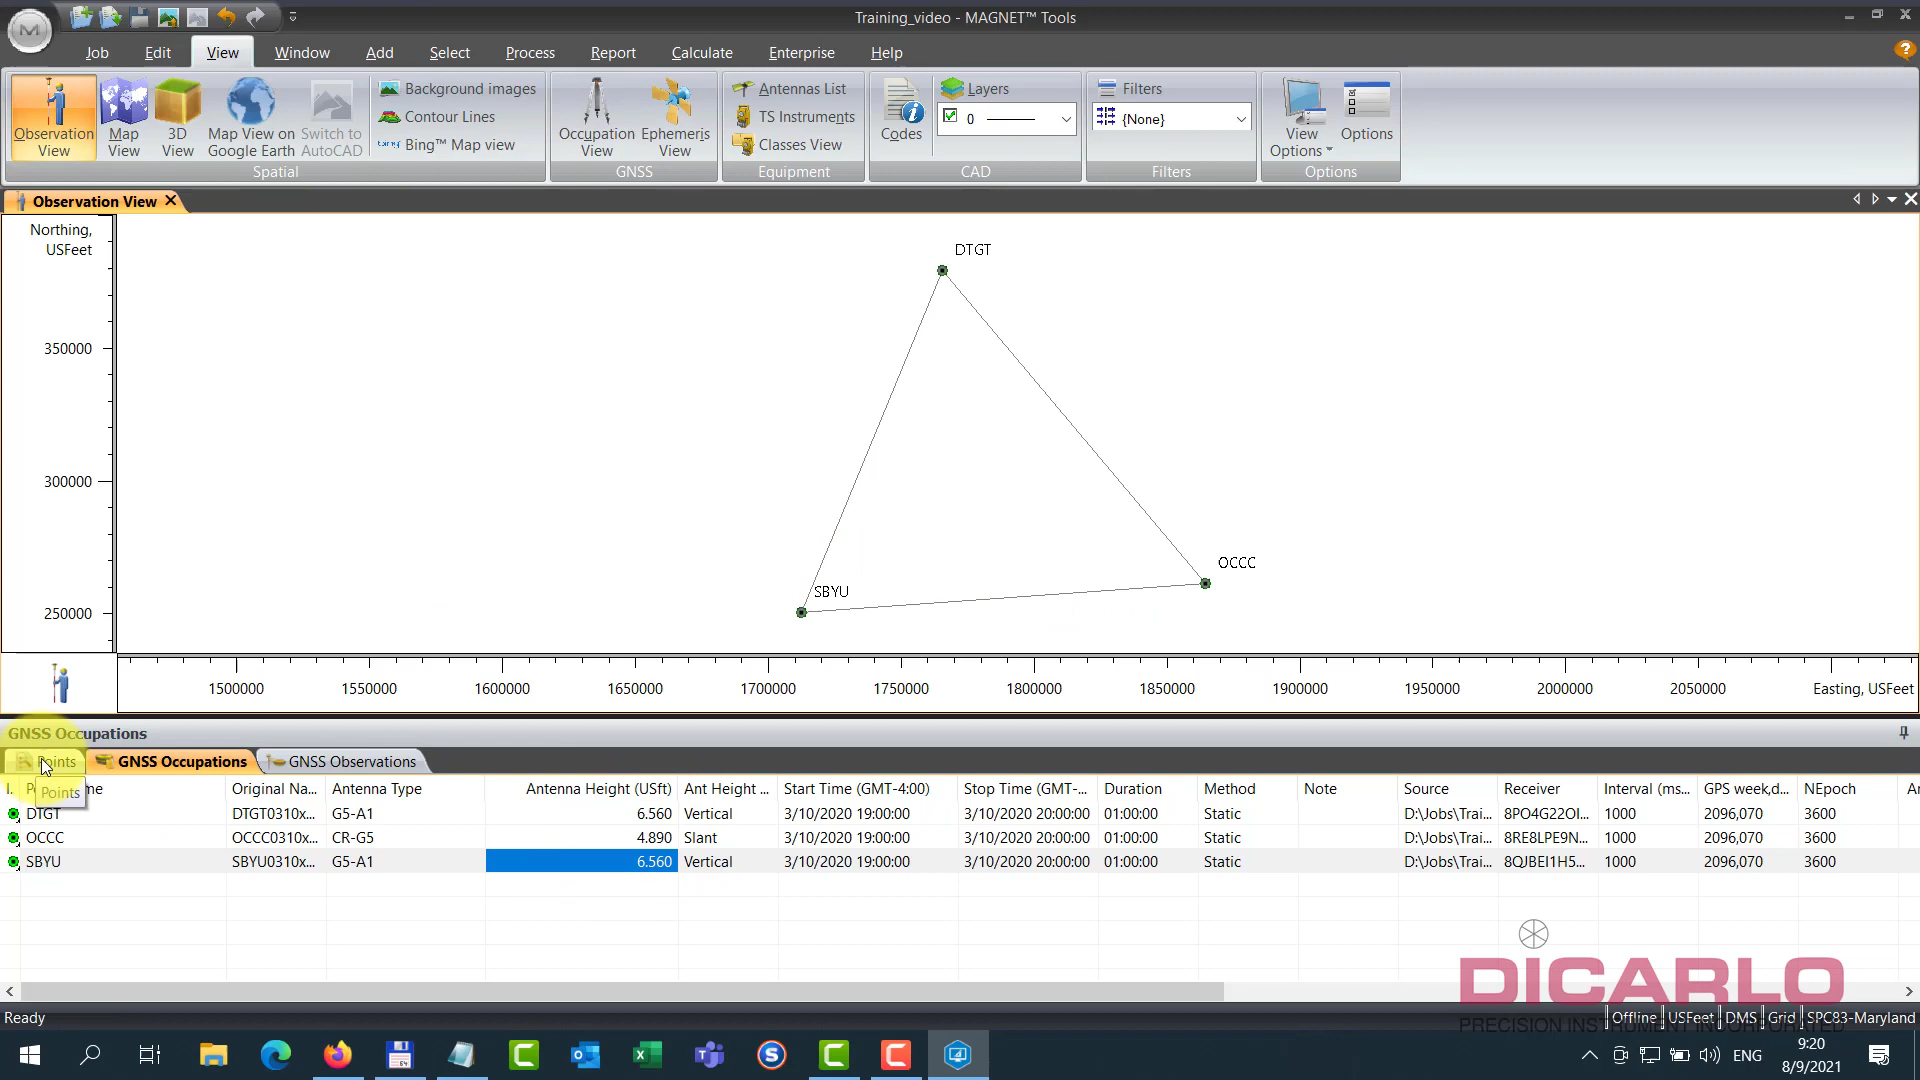 Training_video - MAGNET™ Tools
Job Edit View Window Add Select Process Report Calculate Enterprise Help
Observation View
Map View
3D View
Map View on Google Earth
Switch to AutoCAD
Background images
Contour Lines
Bing™ Map view
Spatial
Occupation View
Ephemeris View
GNSS
Antennas List
TS Instruments
Classes View
Equipment
Codes
Layers
0
CAD
Filters
{None}
Filters
View Options
Options
Options
Observation View
Northing, USFeet
350000
300000
250000
DTGT
OCCC
SBYU
1500000 1550000 1600000 1650000 1700000 1750000 1800000 1850000 1900000 1950000 2000000 2050000 Easting, USFeet
GNSS Occupations
Points GNSS Occupations GNSS Observations
Points
Original Na... Antenna Type Antenna Height (USft) Ant Height ... Start Time (GMT-4:00) Stop Time (GMT-... Duration Method Note Source Receiver Interval (ms... GPS week,d... NEpoch
DTGT DTGT0310x... G5-A1 6.560 Vertical 3/10/2020 19:00:00 3/10/2020 20:00:00 01:00:00 Static D:\Jobs\Trai... 8PO4G22OI... 1000 2096,070 3600
OCCC OCCC0310x... CR-G5 4.890 Slant 3/10/2020 19:00:00 3/10/2020 20:00:00 01:00:00 Static D:\Jobs\Trai... 8RE8LPE9N... 1000 2096,070 3600
SBYU SBYU0310x... G5-A1 6.560 Vertical 3/10/2020 19:00:00 3/10/2020 20:00:00 01:00:00 Static D:\Jobs\Trai... 8QJBEI1H5... 1000 2096,070 3600
DICARLO
PRECISION INSTRUMENT INCORPORATED
Ready Offline USFeet DMS Grid SPC83-Maryland
ENG 9:20
8/9/2021